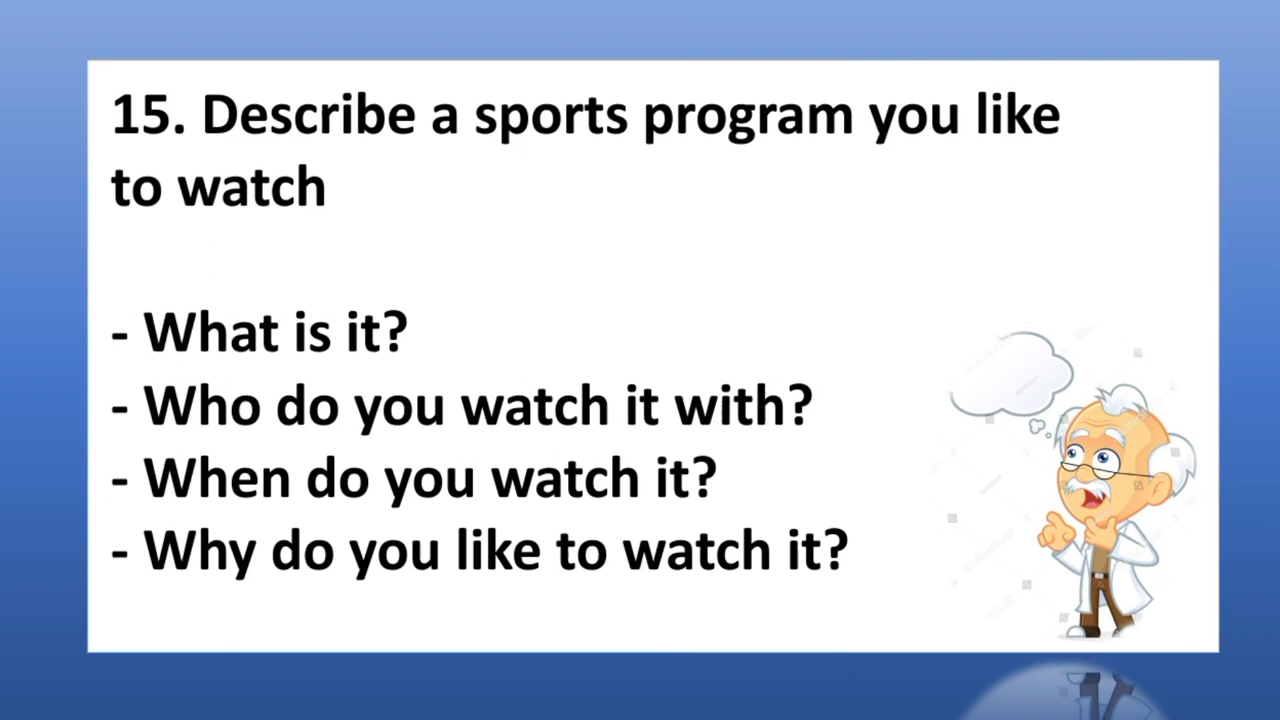 15. Describe a sports program you like
to watch
- What is it?
- Who do you watch it with?
- When do you watch it?
- Why do you like to watch it?